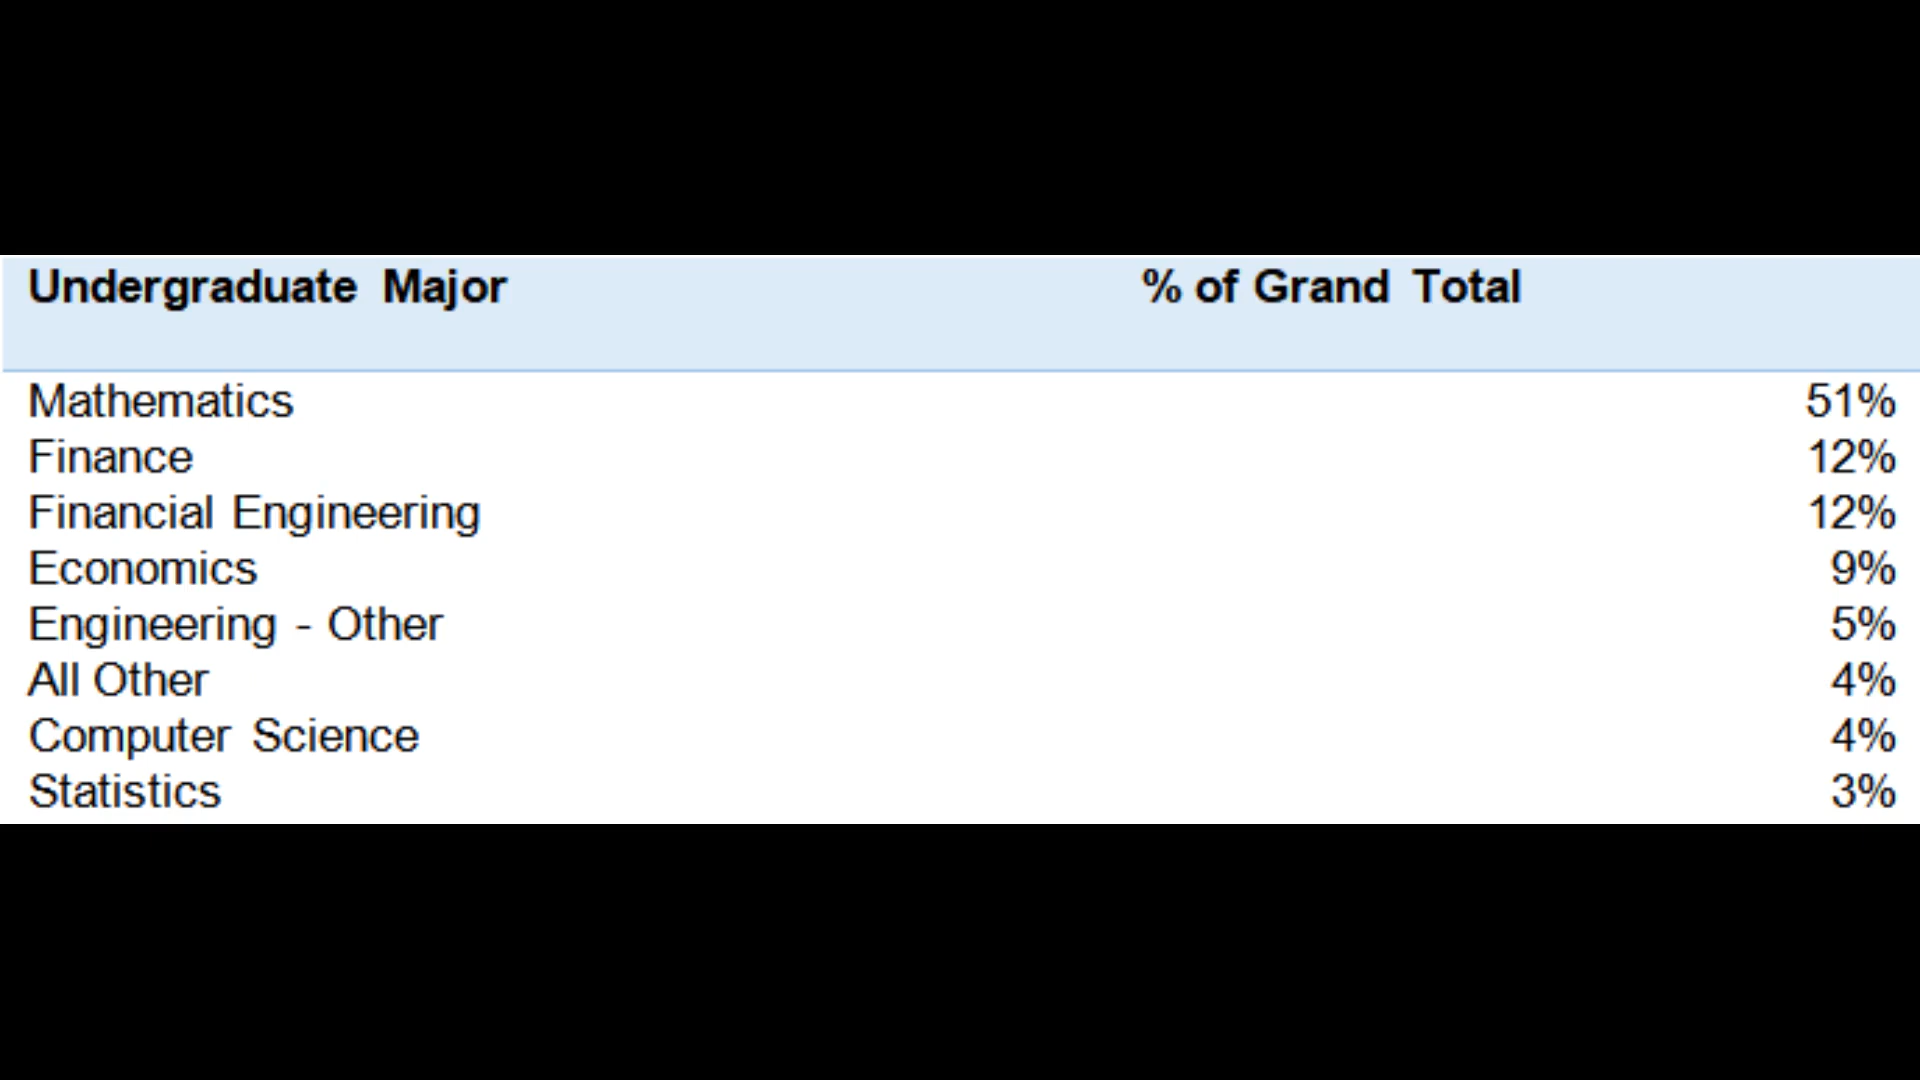 Undergraduate Major % of Grand Total
Mathematics 51%
Finance 12%
Financial Engineering 12%
Economics 9%
Engineering - Other 5%
All Other 4%
Computer Science 4%
Statistics 3%